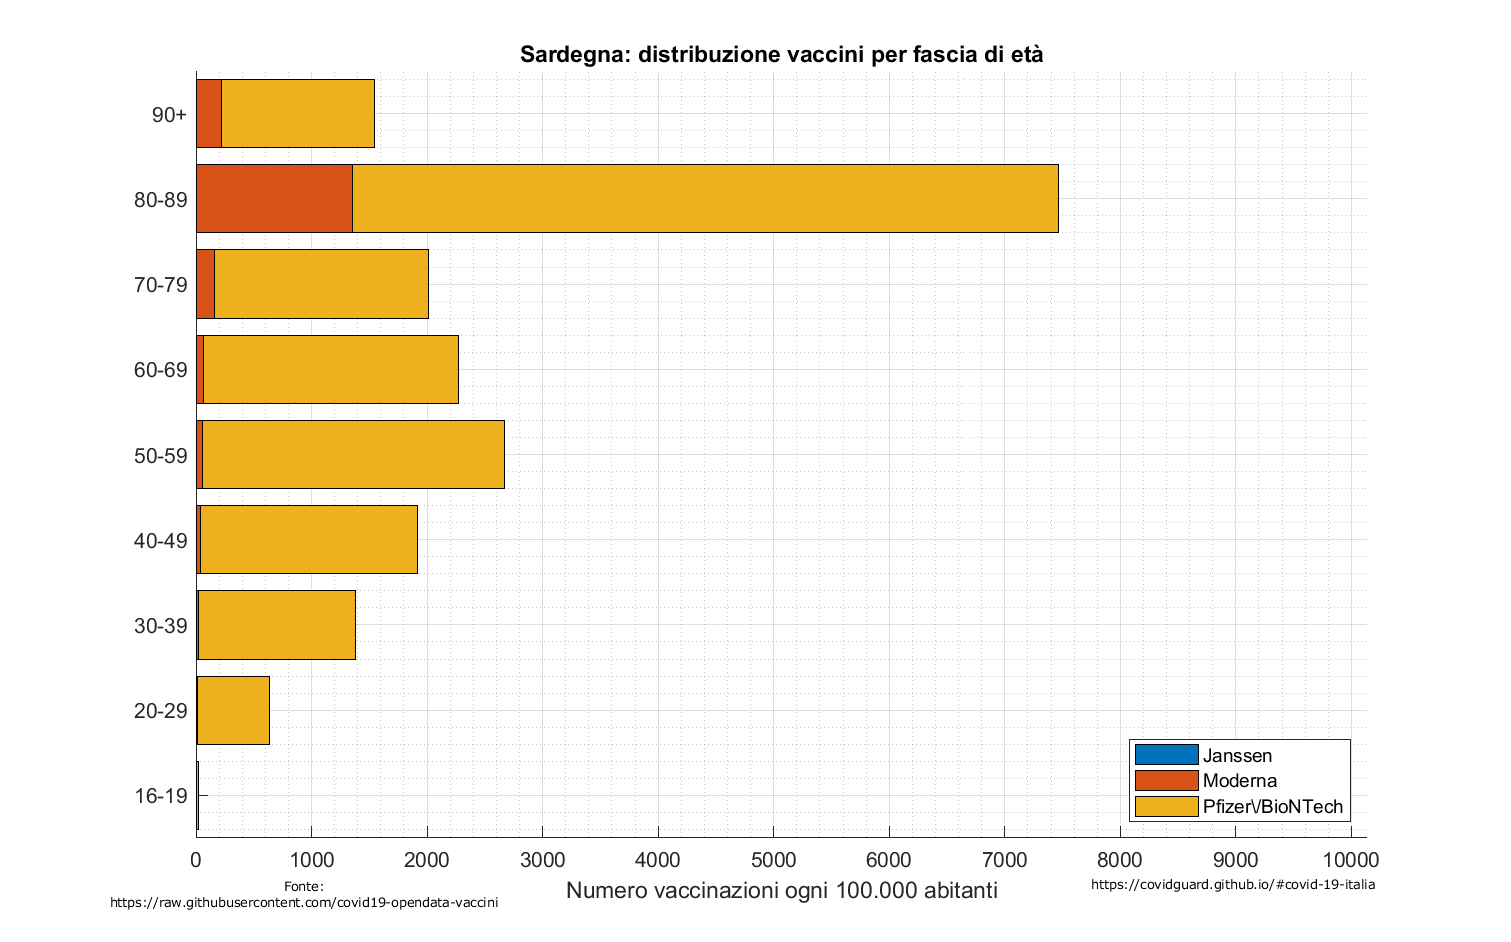 Sardegna: distribuzione vaccini per fascia di età
90+
80-89
70-79
60-69
50-59
40-49
30-39
20-29
16-19
Janssen
Moderna
Pfizer\/BioNTech
0 1000 2000 3000 4000 5000 6000 7000 8000 9000 10000
Numero vaccinazioni ogni 100.000 abitanti
Fonte:
https://raw.githubusercontent.com/covid19-opendata-vaccini
https://covidguard.github.io/#covid-19-italia